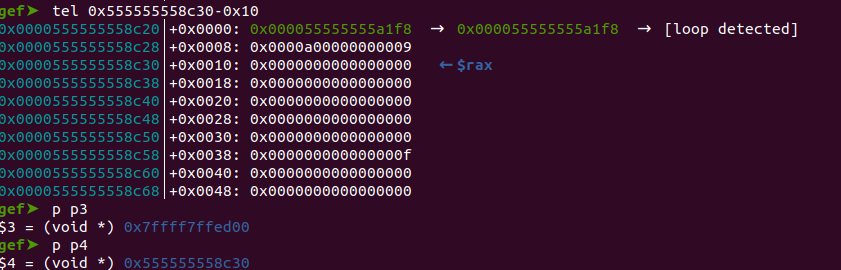 gef➤  tel 0x555555558c30-0x10
0x0000555555558c20│+0x0000: 0x000055555555a1f8  →  0x000055555555a1f8  →  [loop detected]
0x0000555555558c28│+0x0008: 0x0000a00000000009
0x0000555555558c30│+0x0010: 0x0000000000000000   ←$rax
0x0000555555558c38│+0x0018: 0x0000000000000000
0x0000555555558c40│+0x0020: 0x0000000000000000
0x0000555555558c48│+0x0028: 0x0000000000000000
0x0000555555558c50│+0x0030: 0x0000000000000000
0x0000555555558c58│+0x0038: 0x000000000000000f
0x0000555555558c60│+0x0040: 0x0000000000000000
0x0000555555558c68│+0x0048: 0x0000000000000000
gef➤  p p3
$3 = (void *) 0x7ffff7ffed00
gef➤  p p4
$4 = (void *) 0x555555558c30